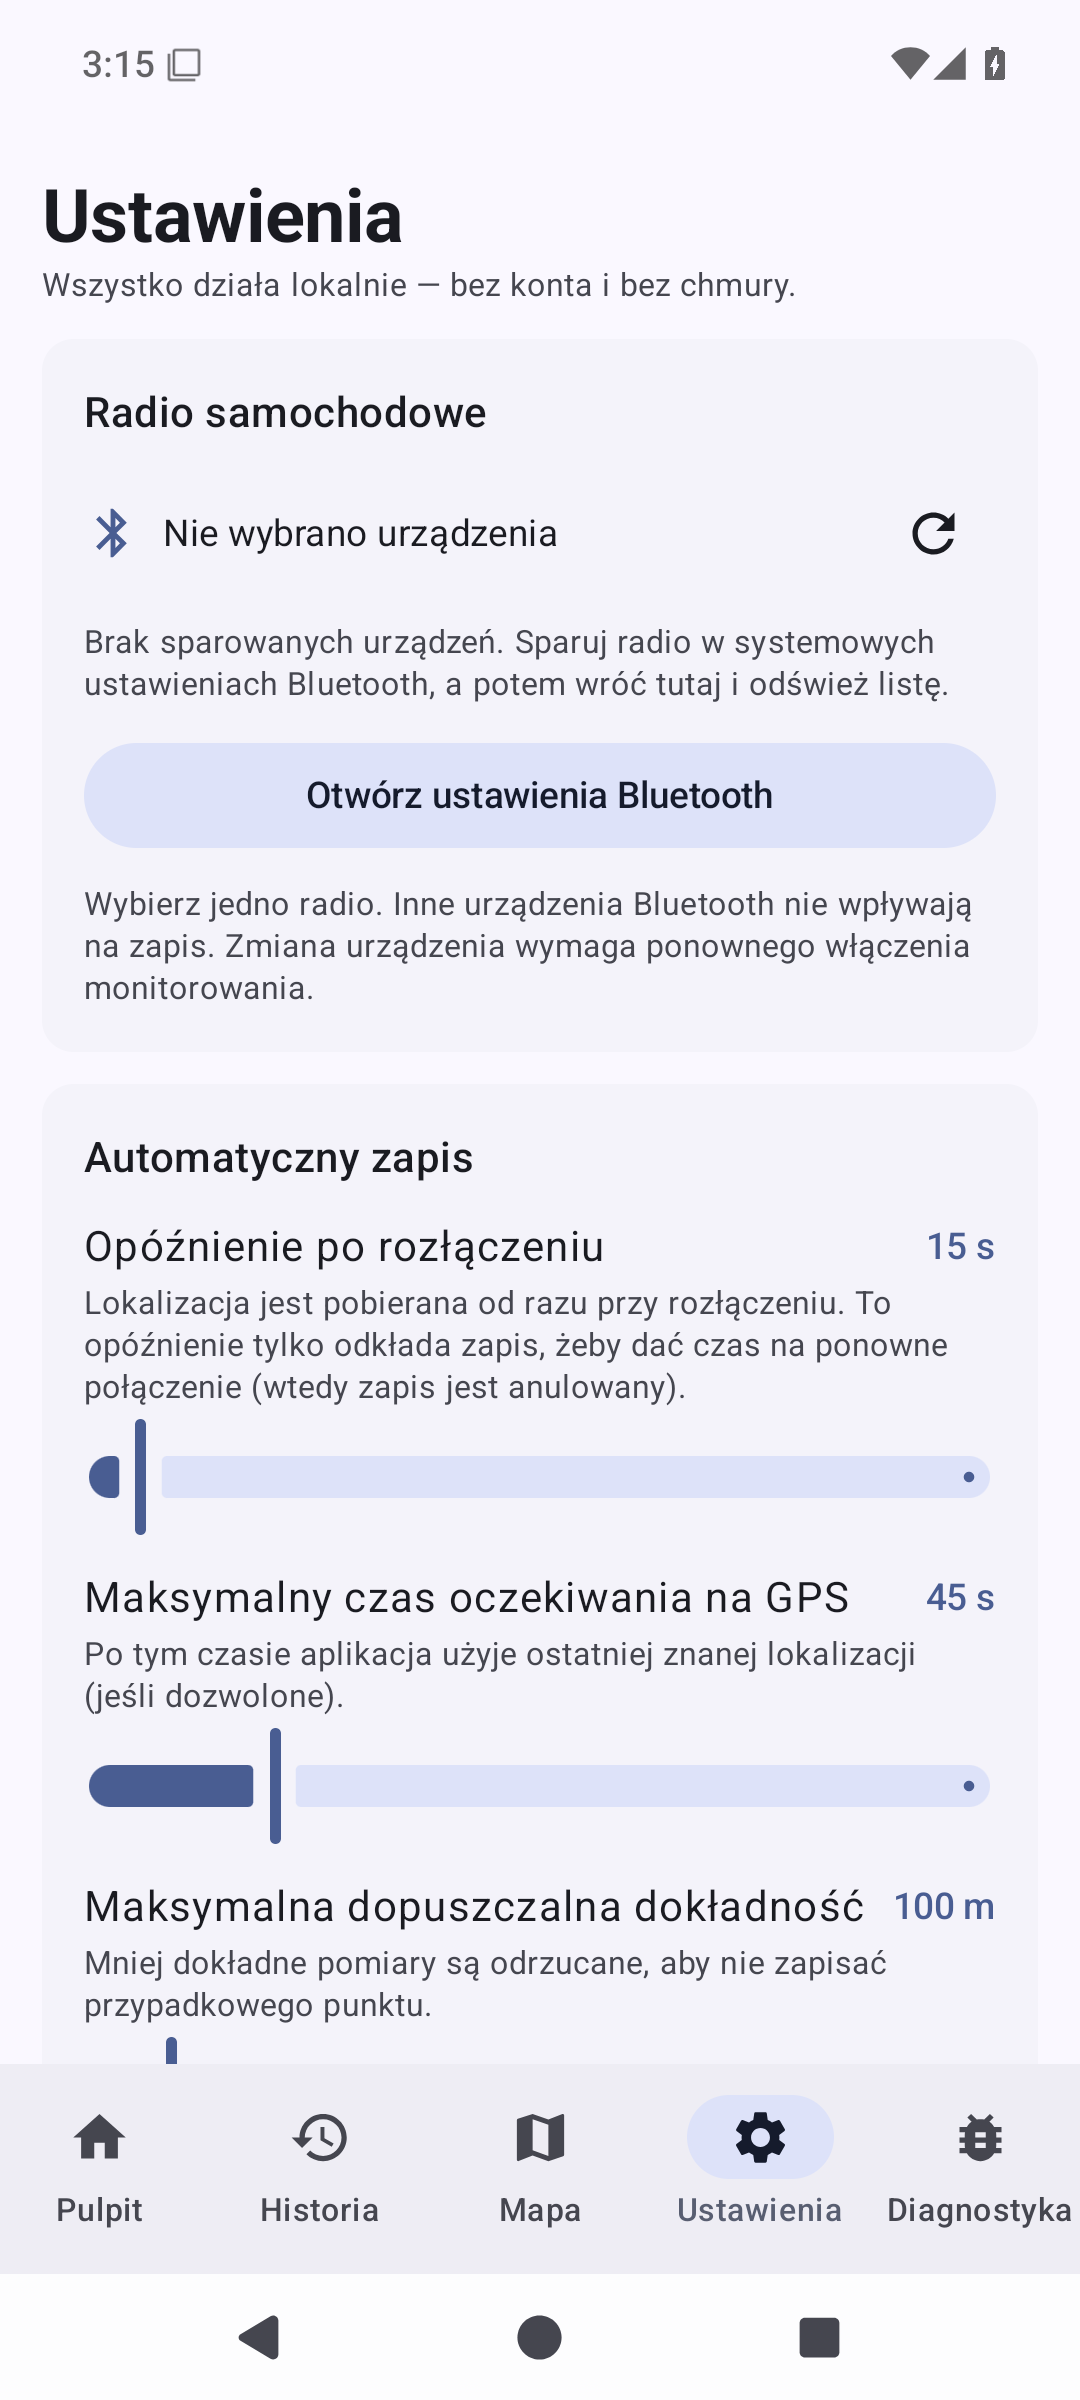 3:15
Ustawienia
Wszystko działa lokalnie — bez konta i bez chmury.
Radio samochodowe
Nie wybrano urządzenia
Brak sparowanych urządzeń. Sparuj radio w systemowych
ustawieniach Bluetooth, a potem wróć tutaj i odśwież listę.
Otwórz ustawienia Bluetooth
Wybierz jedno radio. Inne urządzenia Bluetooth nie wpływają
na zapis. Zmiana urządzenia wymaga ponownego włączenia
monitorowania.
Automatyczny zapis
Opóźnienie po rozłączeniu 15 s
Lokalizacja jest pobierana od razu przy rozłączeniu. To
opóźnienie tylko odkłada zapis, żeby dać czas na ponowne
połączenie (wtedy zapis jest anulowany).
Maksymalny czas oczekiwania na GPS 45 s
Po tym czasie aplikacja użyje ostatniej znanej lokalizacji
(jeśli dozwolone).
Maksymalna dopuszczalna dokładność 100 m
Mniej dokładne pomiary są odrzucane, aby nie zapisać
przypadkowego punktu.
Pulpit Historia Mapa Ustawienia Diagnostyka